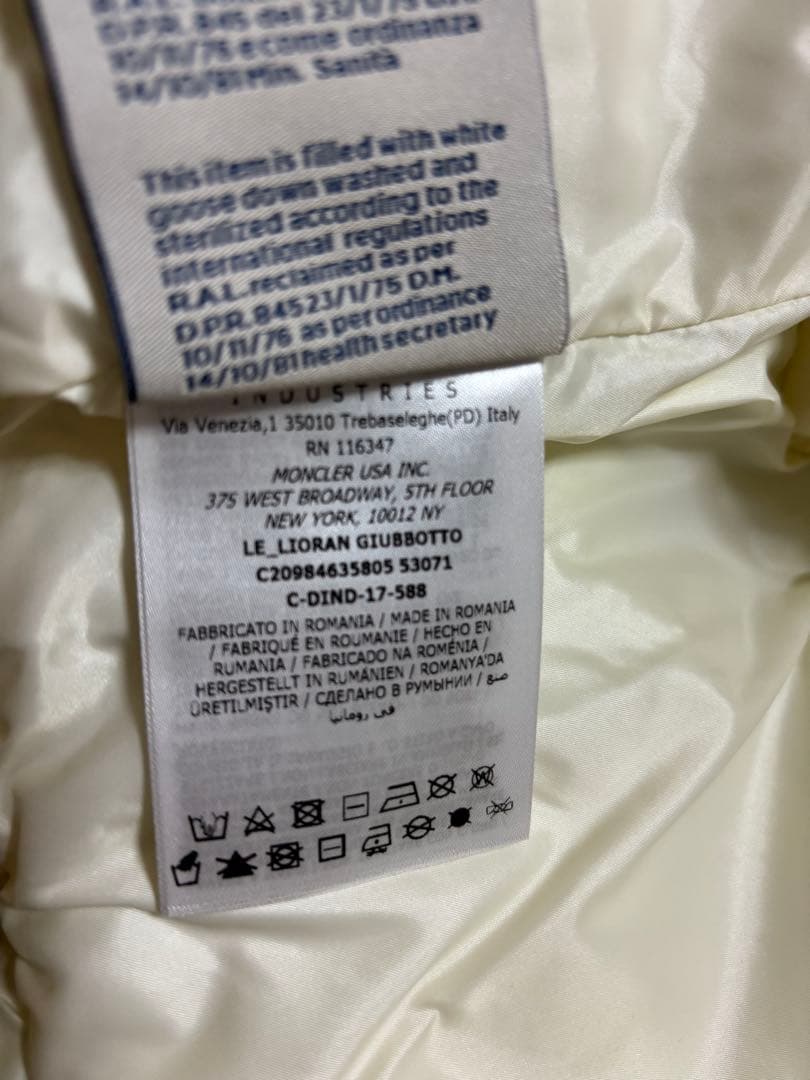 D.P.R. 845 del 23/1/75 D.M.
10/11/76 e come ordinanza
14/10/81 Min. Sanità
This item is filled with white
goose down washed and
sterilized according to the
international regulations
R.A.L. reclaimed as per
D.P.R. 845 23/1/75 D.M.
10/11/76 as per ordinance
14/10/81 health secretary
INDUSTRIES
Via Venezia,1 35010 Trebaseleghe(PD) Italy
RN 116347
MONCLER USA INC.
375 WEST BROADWAY, 5TH FLOOR
NEW YORK, 10012 NY
LE_LIORAN GIUBBOTTO
C20984635805 53071
C-DIND-17-588
FABBRICATO IN ROMANIA / MADE IN ROMANIA
/ FABRIQUÉ EN ROUMANIE / HECHO EN
RUMANIA / FABRICADO NA ROMÉNIA /
HERGESTELLT IN RUMÄNIEN / ROMANYA'DA
ÜRETILMIŞTIR / СДЕЛАНО В РУМЫНИИ / صنع
في رومانيا